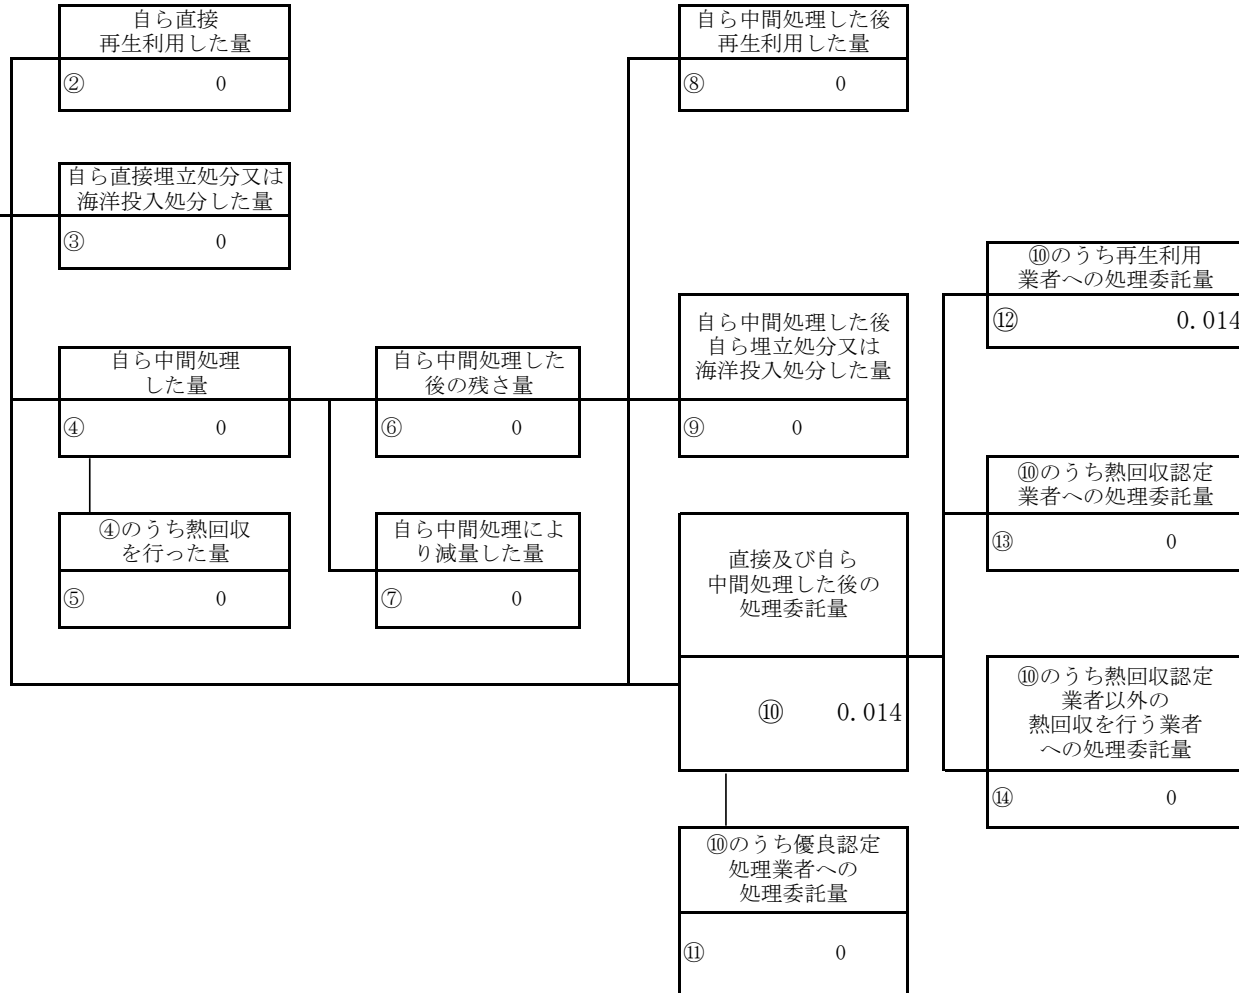 自ら直接
再生利用した量
② 0
自ら直接埋立処分又は
海洋投入処分した量
③ 0
自ら中間処理
した量
④ 0
④のうち熱回収
を行った量
⑤ 0
自ら中間処理した
後の残さ量
⑥ 0
自ら中間処理によ
り減量した量
⑦ 0
自ら中間処理した後
再生利用した量
⑧ 0
自ら中間処理した後
自ら埋立処分又は
海洋投入処分した量
⑨ 0
直接及び自ら
中間処理した後の
処理委託量
⑩ 0.014
⑩のうち優良認定
処理業者への
処理委託量
⑪ 0
⑩のうち再生利用
業者への処理委託量
⑫ 0.014
⑩のうち熱回収認定
業者への処理委託量
⑬ 0
⑩のうち熱回収認定
業者以外の
熱回収を行う業者
への処理委託量
⑭ 0